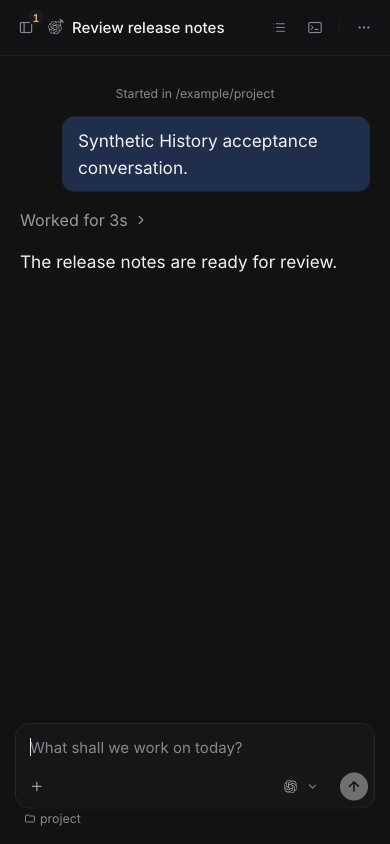 1
Review release notes
Started in /example/project
Synthetic History acceptance
conversation.
Worked for 3s
The release notes are ready for review.
What shall we work on today?
project